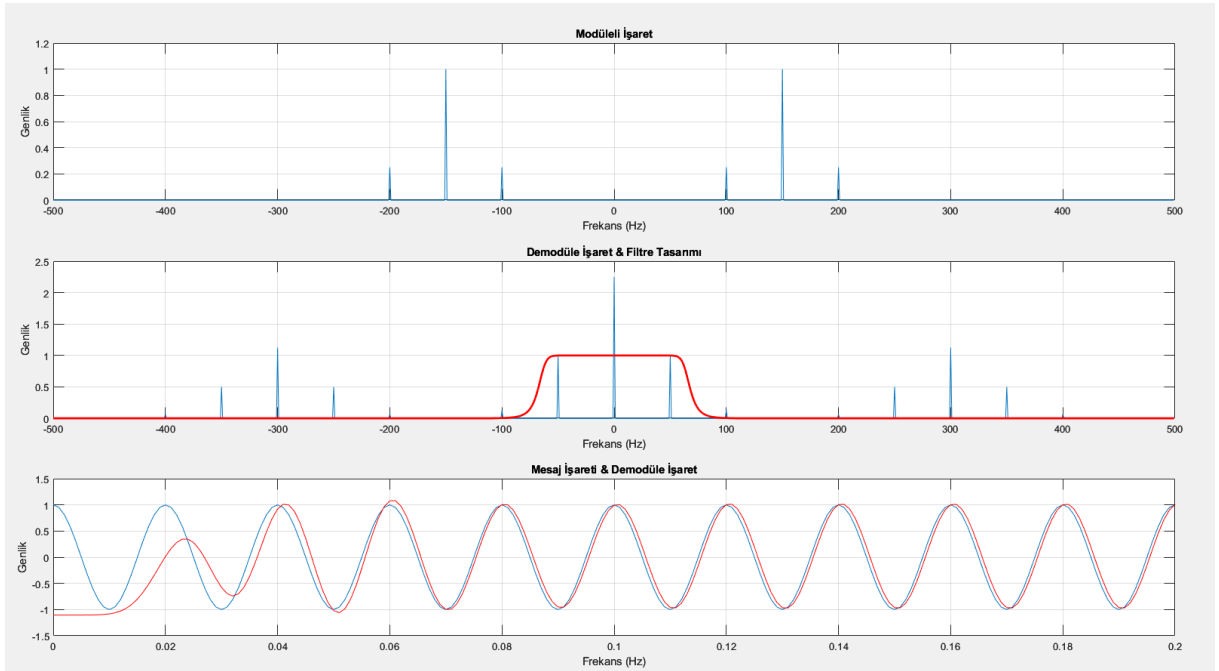 Modüleli İşaret
1.2
1
0.8
0.6
0.4
0.2
0
Genlik
-500 -400 -300 -200 -100 0 100 200 300 400 500
Frekans (Hz)
Demodüle İşaret & Filtre Tasarımı
2.5
2
1.5
1
0.5
0
Genlik
-500 -400 -300 -200 -100 0 100 200 300 400 500
Frekans (Hz)
Mesaj İşareti & Demodüle İşaret
1.5
1
0.5
0
-0.5
-1
-1.5
Genlik
0 0.02 0.04 0.06 0.08 0.1 0.12 0.14 0.16 0.18 0.2
Frekans (Hz)